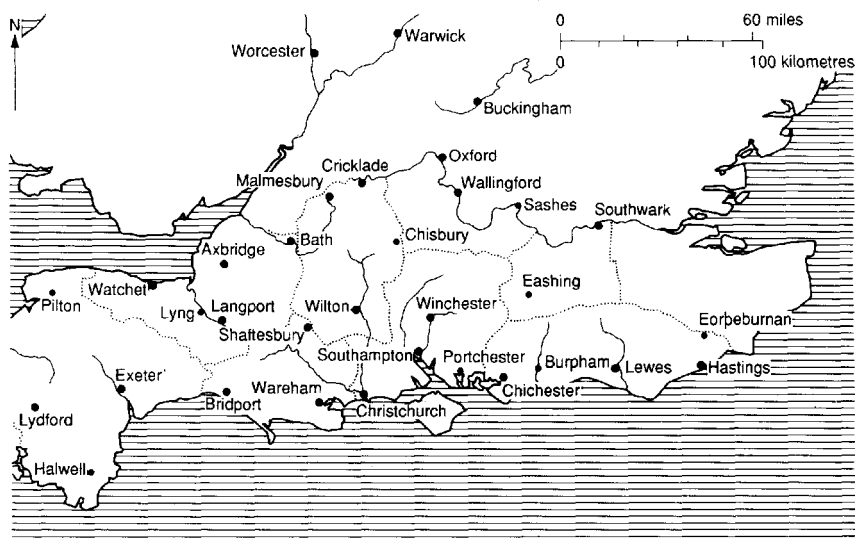 N
0 60 miles
0 100 kilometres
Worcester
Warwick
Buckingham
Oxford
Cricklade
Malmesbury
Wallingford
Sashes
Southwark
Bath
Chisbury
Axbridge
Eashing
Watchet
Pilton
Lyng
Langport
Wilton
Winchester
Shaftesbury
Eorþeburnan
Southampton
Portchester
Burpham
Lewes
Hastings
Exeter
Wareham
Chichester
Bridport
Christchurch
Lydford
Halwell